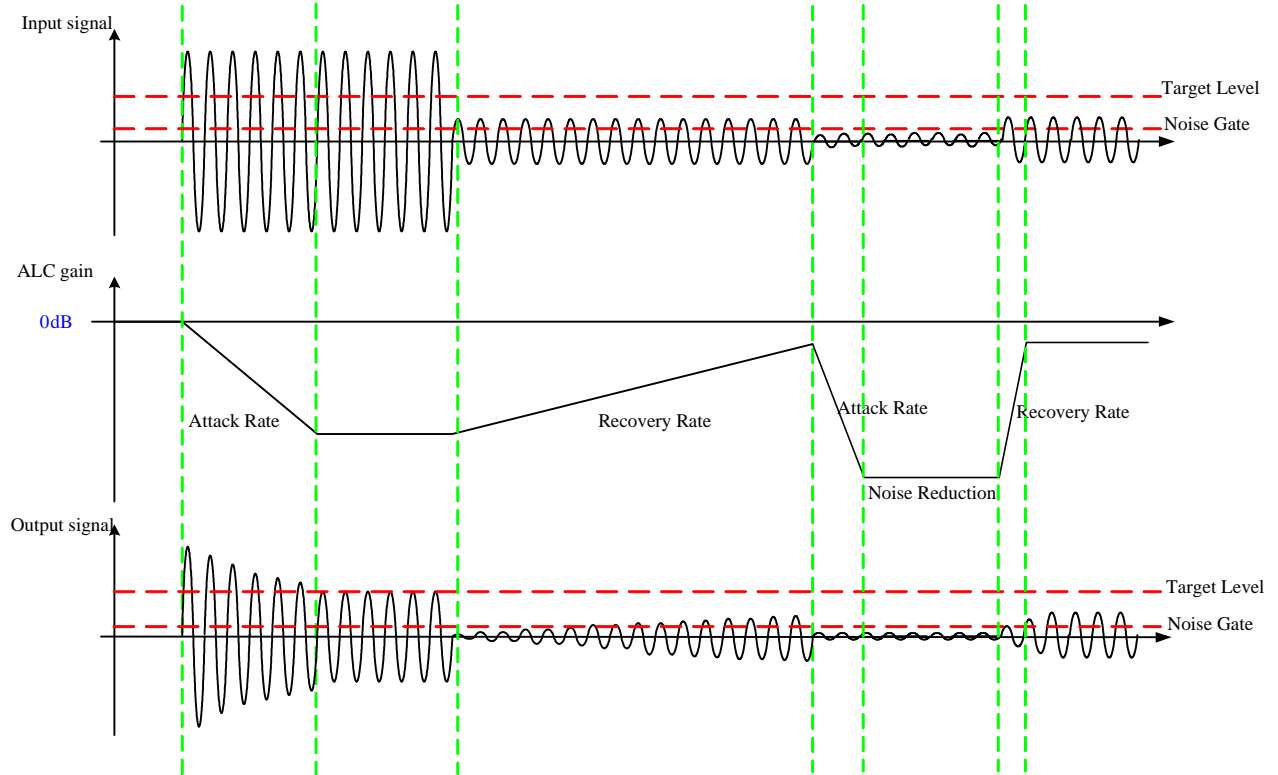 Input signal
Target Level
Noise Gate
ALC gain
0dB
Attack Rate
Recovery Rate
Attack Rate
Recovery Rate
Noise Reduction
Output signal
Target Level
Noise Gate